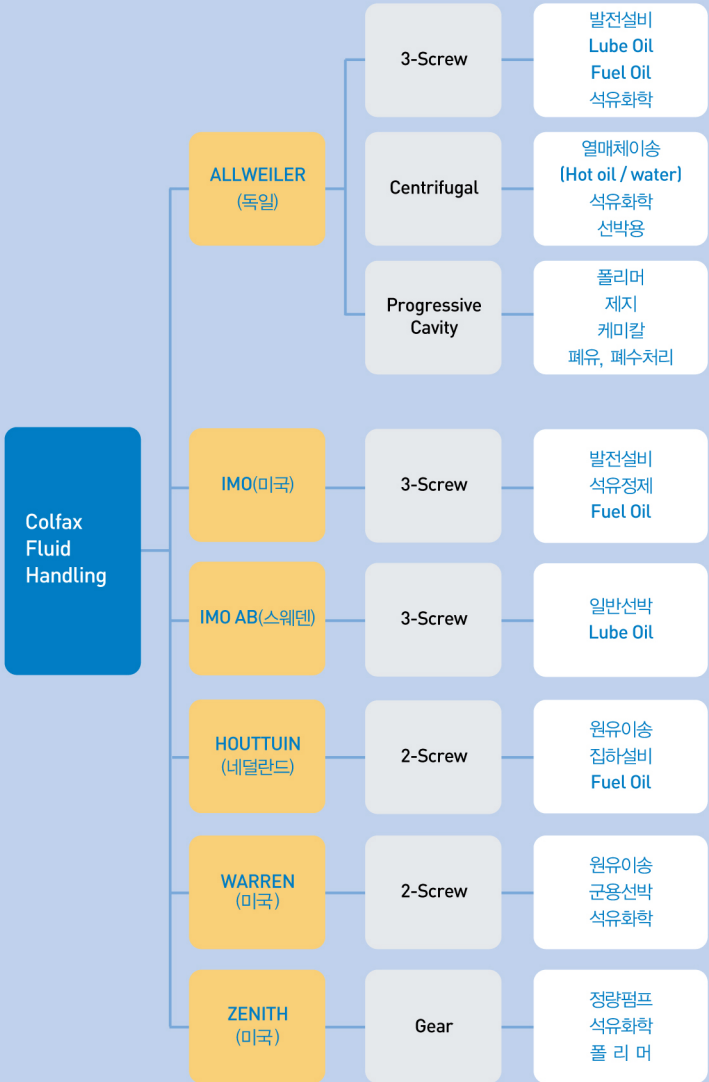 Colfax
Fluid
Handling
ALLWEILER
(독일)
3-Screw
발전설비
Lube Oil
Fuel Oil
석유화학
Centrifugal
열매체이송
(Hot oil / water)
석유화학
선박용
Progressive
Cavity
폴리머
제지
케미칼
폐유, 폐수처리
IMO(미국)
3-Screw
발전설비
석유정제
Fuel Oil
IMO AB(스웨덴)
3-Screw
일반선박
Lube Oil
HOUTTUIN
(네덜란드)
2-Screw
원유이송
집하설비
Fuel Oil
WARREN
(미국)
2-Screw
원유이송
군용선박
석유화학
ZENITH
(미국)
Gear
정량펌프
석유화학
폴 리 머